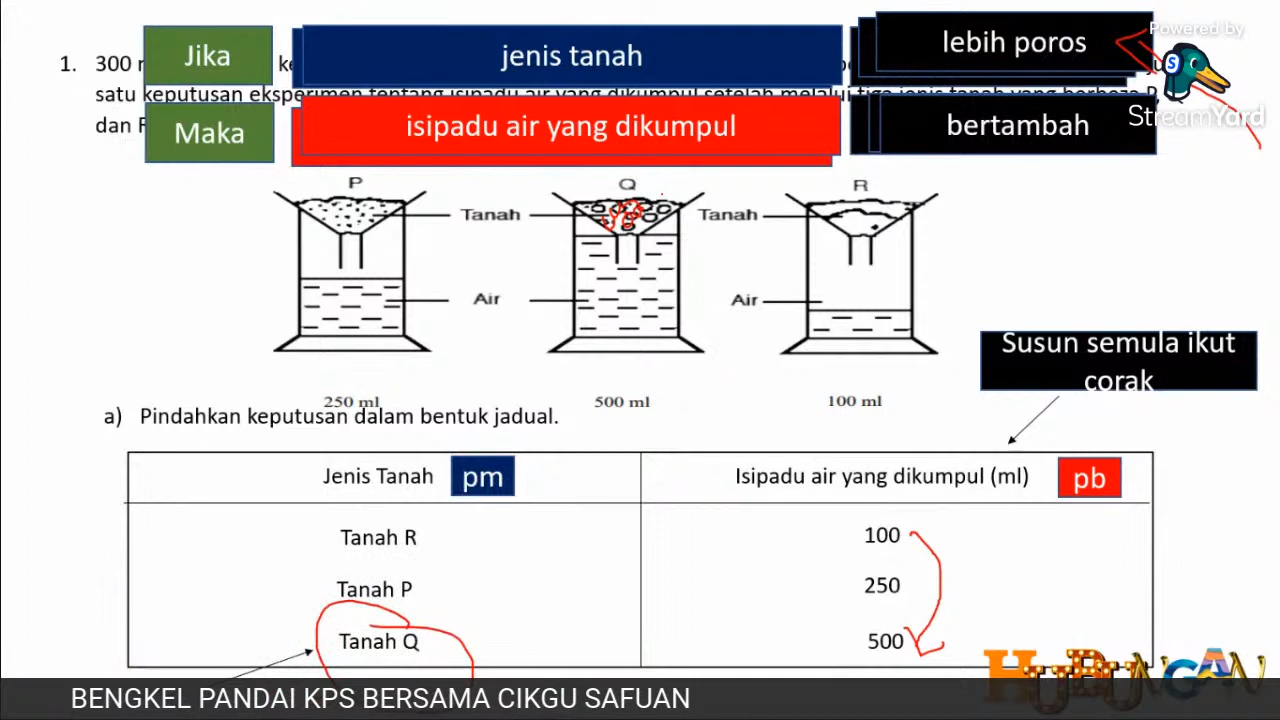 Jika
jenis tanah
lebih poros
Powered by
1. 300
satu keputusan eksperimen tentang isipadu air yang dikumpul setelah melalui tiga jenis tanah yang berbeza P,
dan
Maka
isipadu air yang dikumpul
bertambah
StreamYard
P
Q
R
Tanah
Tanah
Air
Air
Susun semula ikut
corak
250 ml
500 ml
100 ml
a) Pindahkan keputusan dalam bentuk jadual.
Jenis Tanah
pm
Isipadu air yang dikumpul (ml)
pb
Tanah R
100
Tanah P
250
Tanah Q
500
HUBUNGAN
BENGKEL PANDAI KPS BERSAMA CIKGU SAFUAN